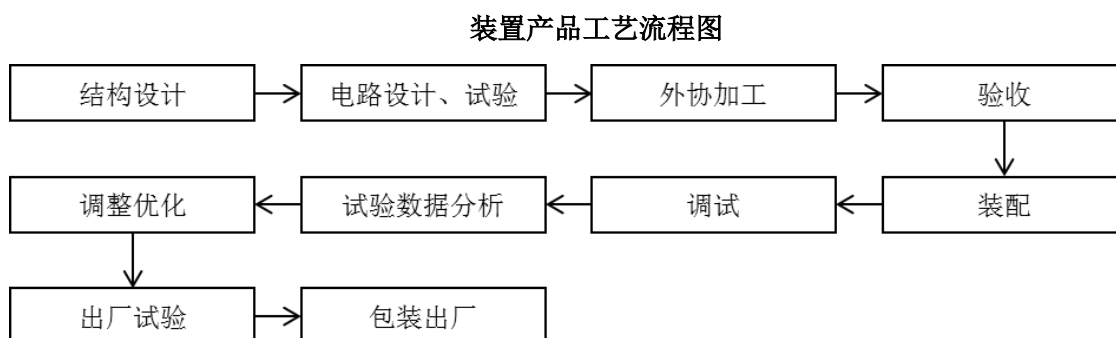 装置产品工艺流程图
结构设计
电路设计、试验
外协加工
验收
装配
调试
试验数据分析
调整优化
出厂试验
包装出厂